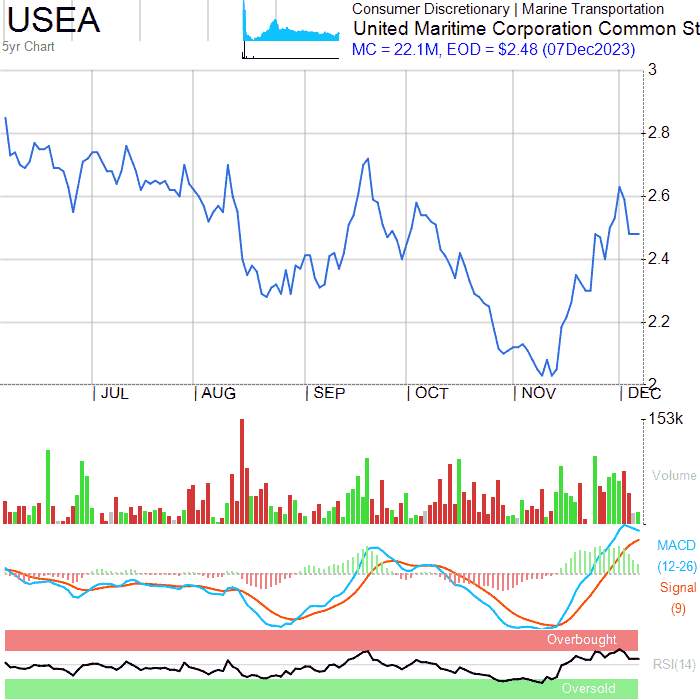 USEA
5yr Chart
Consumer Discretionary | Marine Transportation
United Maritime Corporation Common St
MC = 22.1M, EOD = $2.48 (07Dec2023)
3
2.8
2.6
2.4
2.2
2
JUL AUG SEP OCT NOV DEC
153k
Volume
MACD
(12-26)
Signal
(9)
Overbought
RSI(14)
Oversold